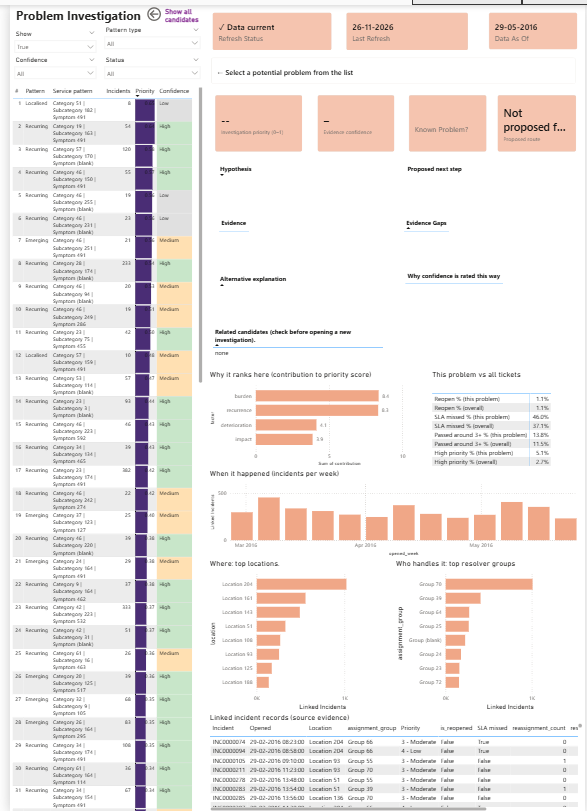 Problem Investigation
Show all candidates
Show
True
Pattern type
All
Confidence
All
Status
All
✓ Data current
Refresh Status
26-11-2026
Last Refresh
29-05-2016
Data As Of
← Select a potential problem from the list
# Pattern Service pattern Incidents Priority Confidence
1 Localised Category 51 | Subcategory 182 | Symptom 491 8 Low
2 Recurring Category 19 | Subcategory 163 | Symptom 491 54 High
3 Recurring Category 57 | Subcategory 170 | Symptom (blank) 120 High
4 Recurring Category 46 | Subcategory 150 | Symptom 491 55 High
5 Recurring Category 46 | Subcategory 255 | Symptom (blank) 19 Low
6 Recurring Category 46 | Subcategory 231 | Symptom (blank) 23 Low
7 Emerging Category 46 | Subcategory 251 | Symptom 491 21 Medium
8 Recurring Category 28 | Subcategory 174 | Symptom (blank) 233 High
9 Recurring Category 46 | Subcategory 94 | Symptom (blank) 20 Medium
10 Recurring Category 46 | Subcategory 249 | Symptom 286 19 Medium
11 Recurring Category 23 | Subcategory 75 | Symptom 455 42 High
12 Localised Category 57 | Subcategory 159 | Symptom 491 10 Medium
13 Recurring Category 53 | Subcategory 114 | Symptom (blank) 57 Medium
14 Recurring Category 23 | Subcategory 3 | Symptom (blank) 93 High
15 Recurring Category 46 | Subcategory 223 | Symptom 592 46 High
16 Recurring Category 34 | Subcategory 134 | Symptom 465 39 High
17 Recurring Category 23 | Subcategory 174 | Symptom 491 382 High
18 Recurring Category 46 | Subcategory 242 | Symptom 274 22 Medium
19 Emerging Category 37 | Subcategory 123 | Symptom 127 25 Medium
20 Recurring Category 46 | Subcategory 220 | Symptom (blank) 39 High
21 Emerging Category 24 | Subcategory 164 | Symptom 491 29 Medium
22 Recurring Category 9 | Subcategory 164 | Symptom 462 37 High
23 Recurring Category 42 | Subcategory 223 | Symptom 532 333 High
24 Recurring Category 42 | Subcategory 31 | Symptom (blank) 51 High
25 Recurring Category 61 | Subcategory 16 | Symptom 463 26 Medium
26 Emerging Category 20 | Subcategory 125 | Symptom 517 39 High
27 Emerging Category 32 | Subcategory 9 | Symptom 105 68 High
28 Emerging Category 26 | Subcategory 164 | Symptom 295 83 High
29 Recurring Category 34 | Subcategory 174 | Symptom 491 108 High
30 Recurring Category 61 | Subcategory 164 | Symptom 114 36 High
31 Recurring Category 34 | Subcategory 154 | Symptom 491 67 High
--
Investigation priority (0–1)
–
Evidence confidence
Known Problem?
Not proposed f...
Proposed route
Hypothesis
Proposed next step
Evidence
Evidence Gaps
Alternative explanation
Why confidence is rated this way
Related candidates (check before opening a new investigation).
none
Why it ranks here (contribution to priority score)
factor
burden 8.4
recurrence 8.3
deterioration 4.1
impact 3.9
0 5 10
Sum of contribution
This problem vs all tickets
Reopen % (this problem) 1.1%
Reopen % (overall) 1.1%
SLA missed % (this problem) 46.0%
SLA missed % (overall) 37.1%
Passed around 3+ % (this problem) 13.8%
Passed around 3+ % (overall) 11.5%
High priority % (this problem) 5.1%
High priority % (overall) 2.7%
When it happened (incidents per week)
Linked Incidents
500
0
Mar 2016 Apr 2016 May 2016
opened_week
Where: top locations.
location
Location 204
Location 161
Location 143
Location 51
Location 108
Location 93
Location 125
Location 188
0K 1K
Linked Incidents
Who handles it: top resolver groups
assignment_group
Group 70
Group 39
Group 64
Group 25
Group (blank)
Group 24
Group 23
Group 72
0K 1K
Linked Incidents
Linked incident records (source evidence)
Incident Opened Location assignment_group Priority is_reopened SLA missed reassignment_count
INC0000074 29-02-2016 08:23:00 Location 204 Group 66 3 - Moderate False True 0
INC0000094 29-02-2016 08:58:00 Location 204 Group 66 4 - Low False True 0
INC0000105 29-02-2016 09:10:00 Location 93 Group 55 3 - Moderate False False 1
INC0000211 29-02-2016 11:23:00 Location 93 Group 70 3 - Moderate False False 0
INC0000278 29-02-2016 13:48:00 Location 51 Group 55 3 - Moderate False False 0
INC0000283 29-02-2016 13:54:00 Location 51 Group 39 3 - Moderate False False 1
INC0000285 29-02-2016 13:56:00 Location 136 Group 70 3 - Moderate False False 0